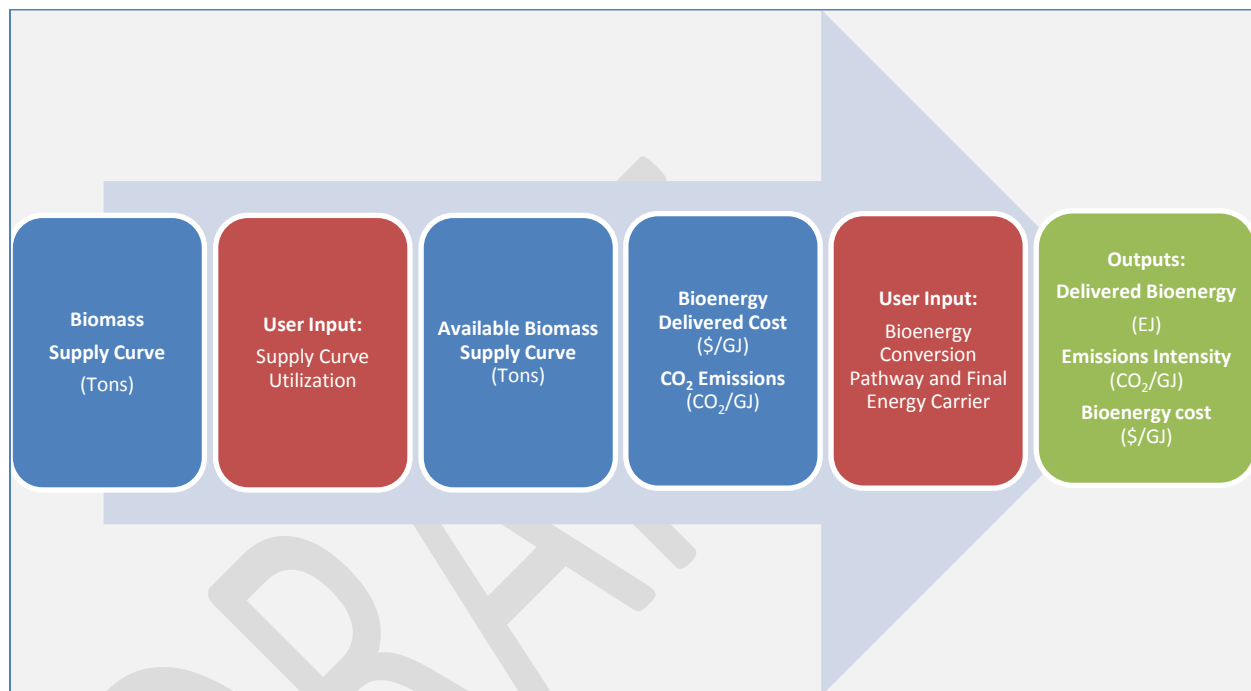 Biomass
Supply Curve
(Tons)
User Input:
Supply Curve
Utilization
Available Biomass
Supply Curve
(Tons)
Bioenergy
Delivered Cost
($/GJ)
CO₂ Emissions
(CO₂/GJ)
User Input:
Bioenergy
Conversion
Pathway and Final
Energy Carrier
Outputs:
Delivered Bioenergy
(EJ)
Emissions Intensity
(CO₂/GJ)
Bioenergy cost
($/GJ)